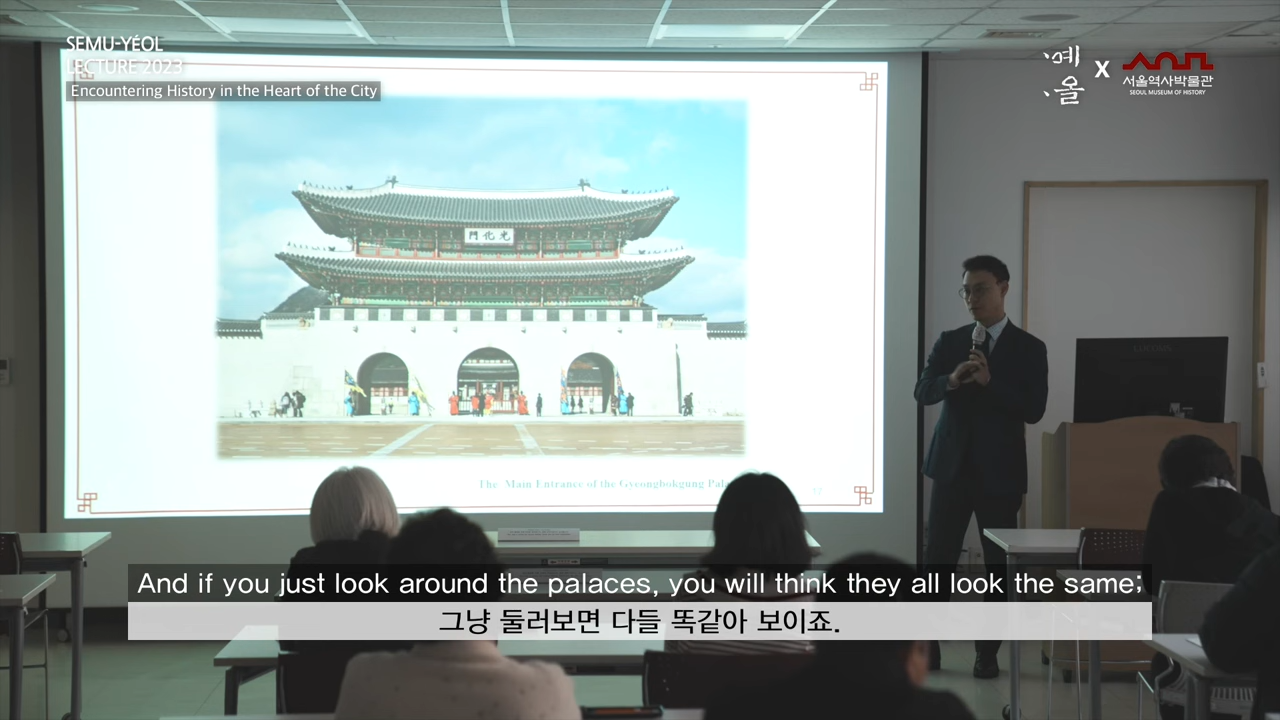 SEMU-YÉOL
LECTURE 2023
Encountering History in the Heart of the City
예올
X
서울역사박물관
SEOUL MUSEUM OF HISTORY
門化光
The Main Entrance of the Gyeongbokgung
And if you just look around the palaces, you will think they all look the same;
그냥 둘러보면 다들 똑같아 보이죠.